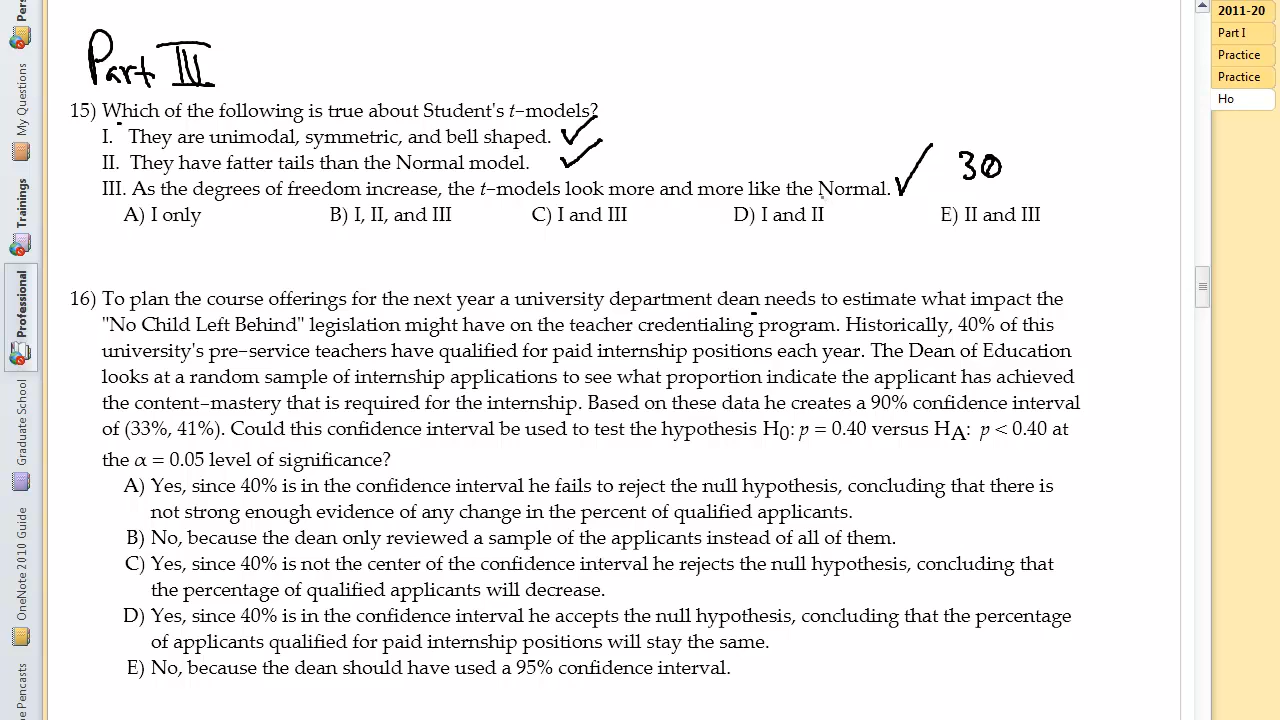 2011-20
Part I
Practice
Practice
Ho
My Questions
Trainings
Professional
Graduate School
OneNote 2010 Guide
Part III
15) Which of the following is true about Student's t-models?
I. They are unimodal, symmetric, and bell shaped. ✓
II. They have fatter tails than the Normal model. ✓
III. As the degrees of freedom increase, the t-models look more and more like the Normal. ✓ 30
A) I only B) I, II, and III C) I and III D) I and II E) II and III
16) To plan the course offerings for the next year a university department dean needs to estimate what impact the
"No Child Left Behind" legislation might have on the teacher credentialing program. Historically, 40% of this
university's pre-service teachers have qualified for paid internship positions each year. The Dean of Education
looks at a random sample of internship applications to see what proportion indicate the applicant has achieved
the content-mastery that is required for the internship. Based on these data he creates a 90% confidence interval
of (33%, 41%). Could this confidence interval be used to test the hypothesis H0: p = 0.40 versus HA: p < 0.40 at
the α = 0.05 level of significance?
A) Yes, since 40% is in the confidence interval he fails to reject the null hypothesis, concluding that there is
not strong enough evidence of any change in the percent of qualified applicants.
B) No, because the dean only reviewed a sample of the applicants instead of all of them.
C) Yes, since 40% is not the center of the confidence interval he rejects the null hypothesis, concluding that
the percentage of qualified applicants will decrease.
D) Yes, since 40% is in the confidence interval he accepts the null hypothesis, concluding that the percentage
of applicants qualified for paid internship positions will stay the same.
E) No, because the dean should have used a 95% confidence interval.